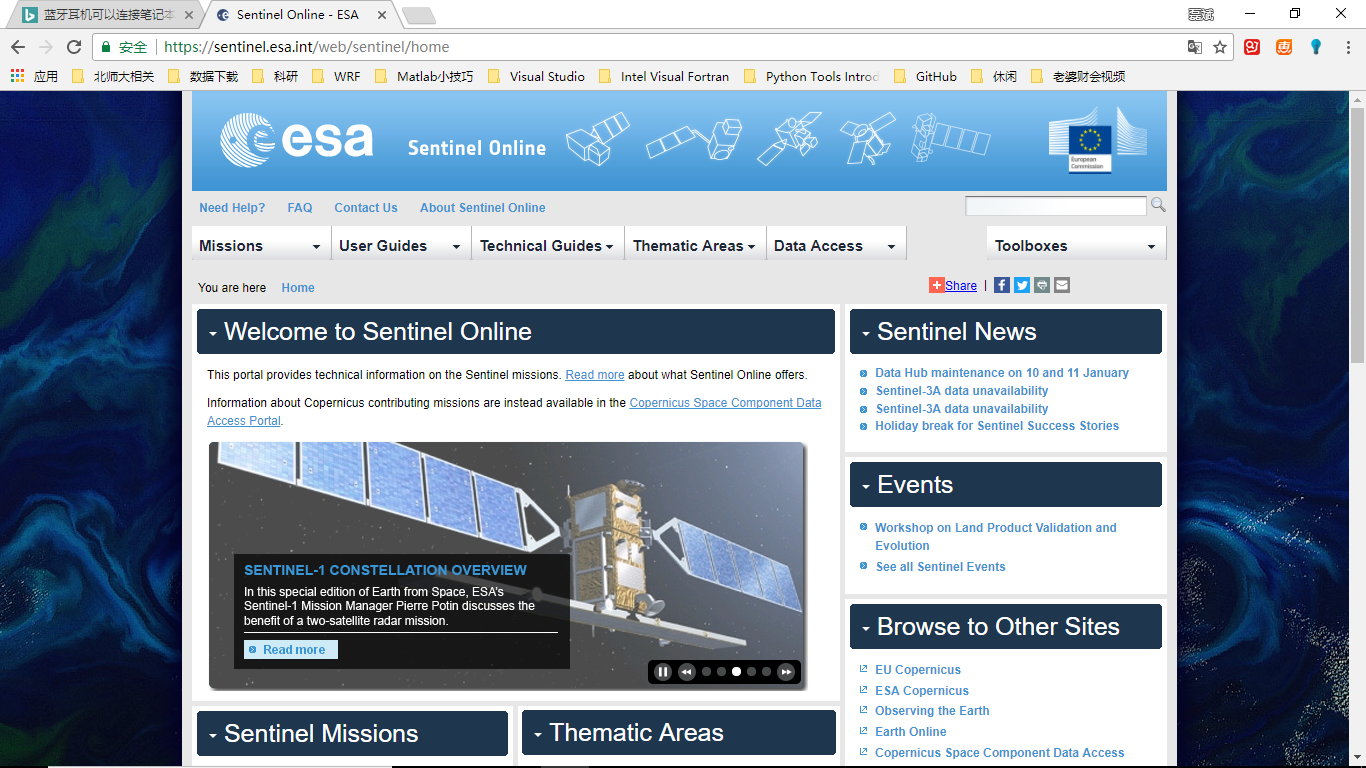 蓝牙耳机可以连接笔记本
Sentinel Online - ESA
磊斌
安全 https://sentinel.esa.int/web/sentinel/home
应用 北师大相关 数据下载 科研 WRF Matlab小技巧 Visual Studio Intel Visual Fortran Python Tools Introd GitHub 休闲 老婆财会视频
esa Sentinel Online
European
Commission
Need Help? FAQ Contact Us About Sentinel Online
Missions User Guides Technical Guides Thematic Areas Data Access Toolboxes
You are here Home
Share |
Welcome to Sentinel Online
This portal provides technical information on the Sentinel missions. Read more about what Sentinel Online offers.
Information about Copernicus contributing missions are instead available in the Copernicus Space Component Data
Access Portal.
SENTINEL-1 CONSTELLATION OVERVIEW
In this special edition of Earth from Space, ESA's
Sentinel-1 Mission Manager Pierre Potin discusses the
benefit of a two-satellite radar mission.
Read more
Sentinel Missions
Thematic Areas
Sentinel News
Data Hub maintenance on 10 and 11 January
Sentinel-3A data unavailability
Sentinel-3A data unavailability
Holiday break for Sentinel Success Stories
Events
Workshop on Land Product Validation and
Evolution
See all Sentinel Events
Browse to Other Sites
EU Copernicus
ESA Copernicus
Observing the Earth
Earth Online
Copernicus Space Component Data Access